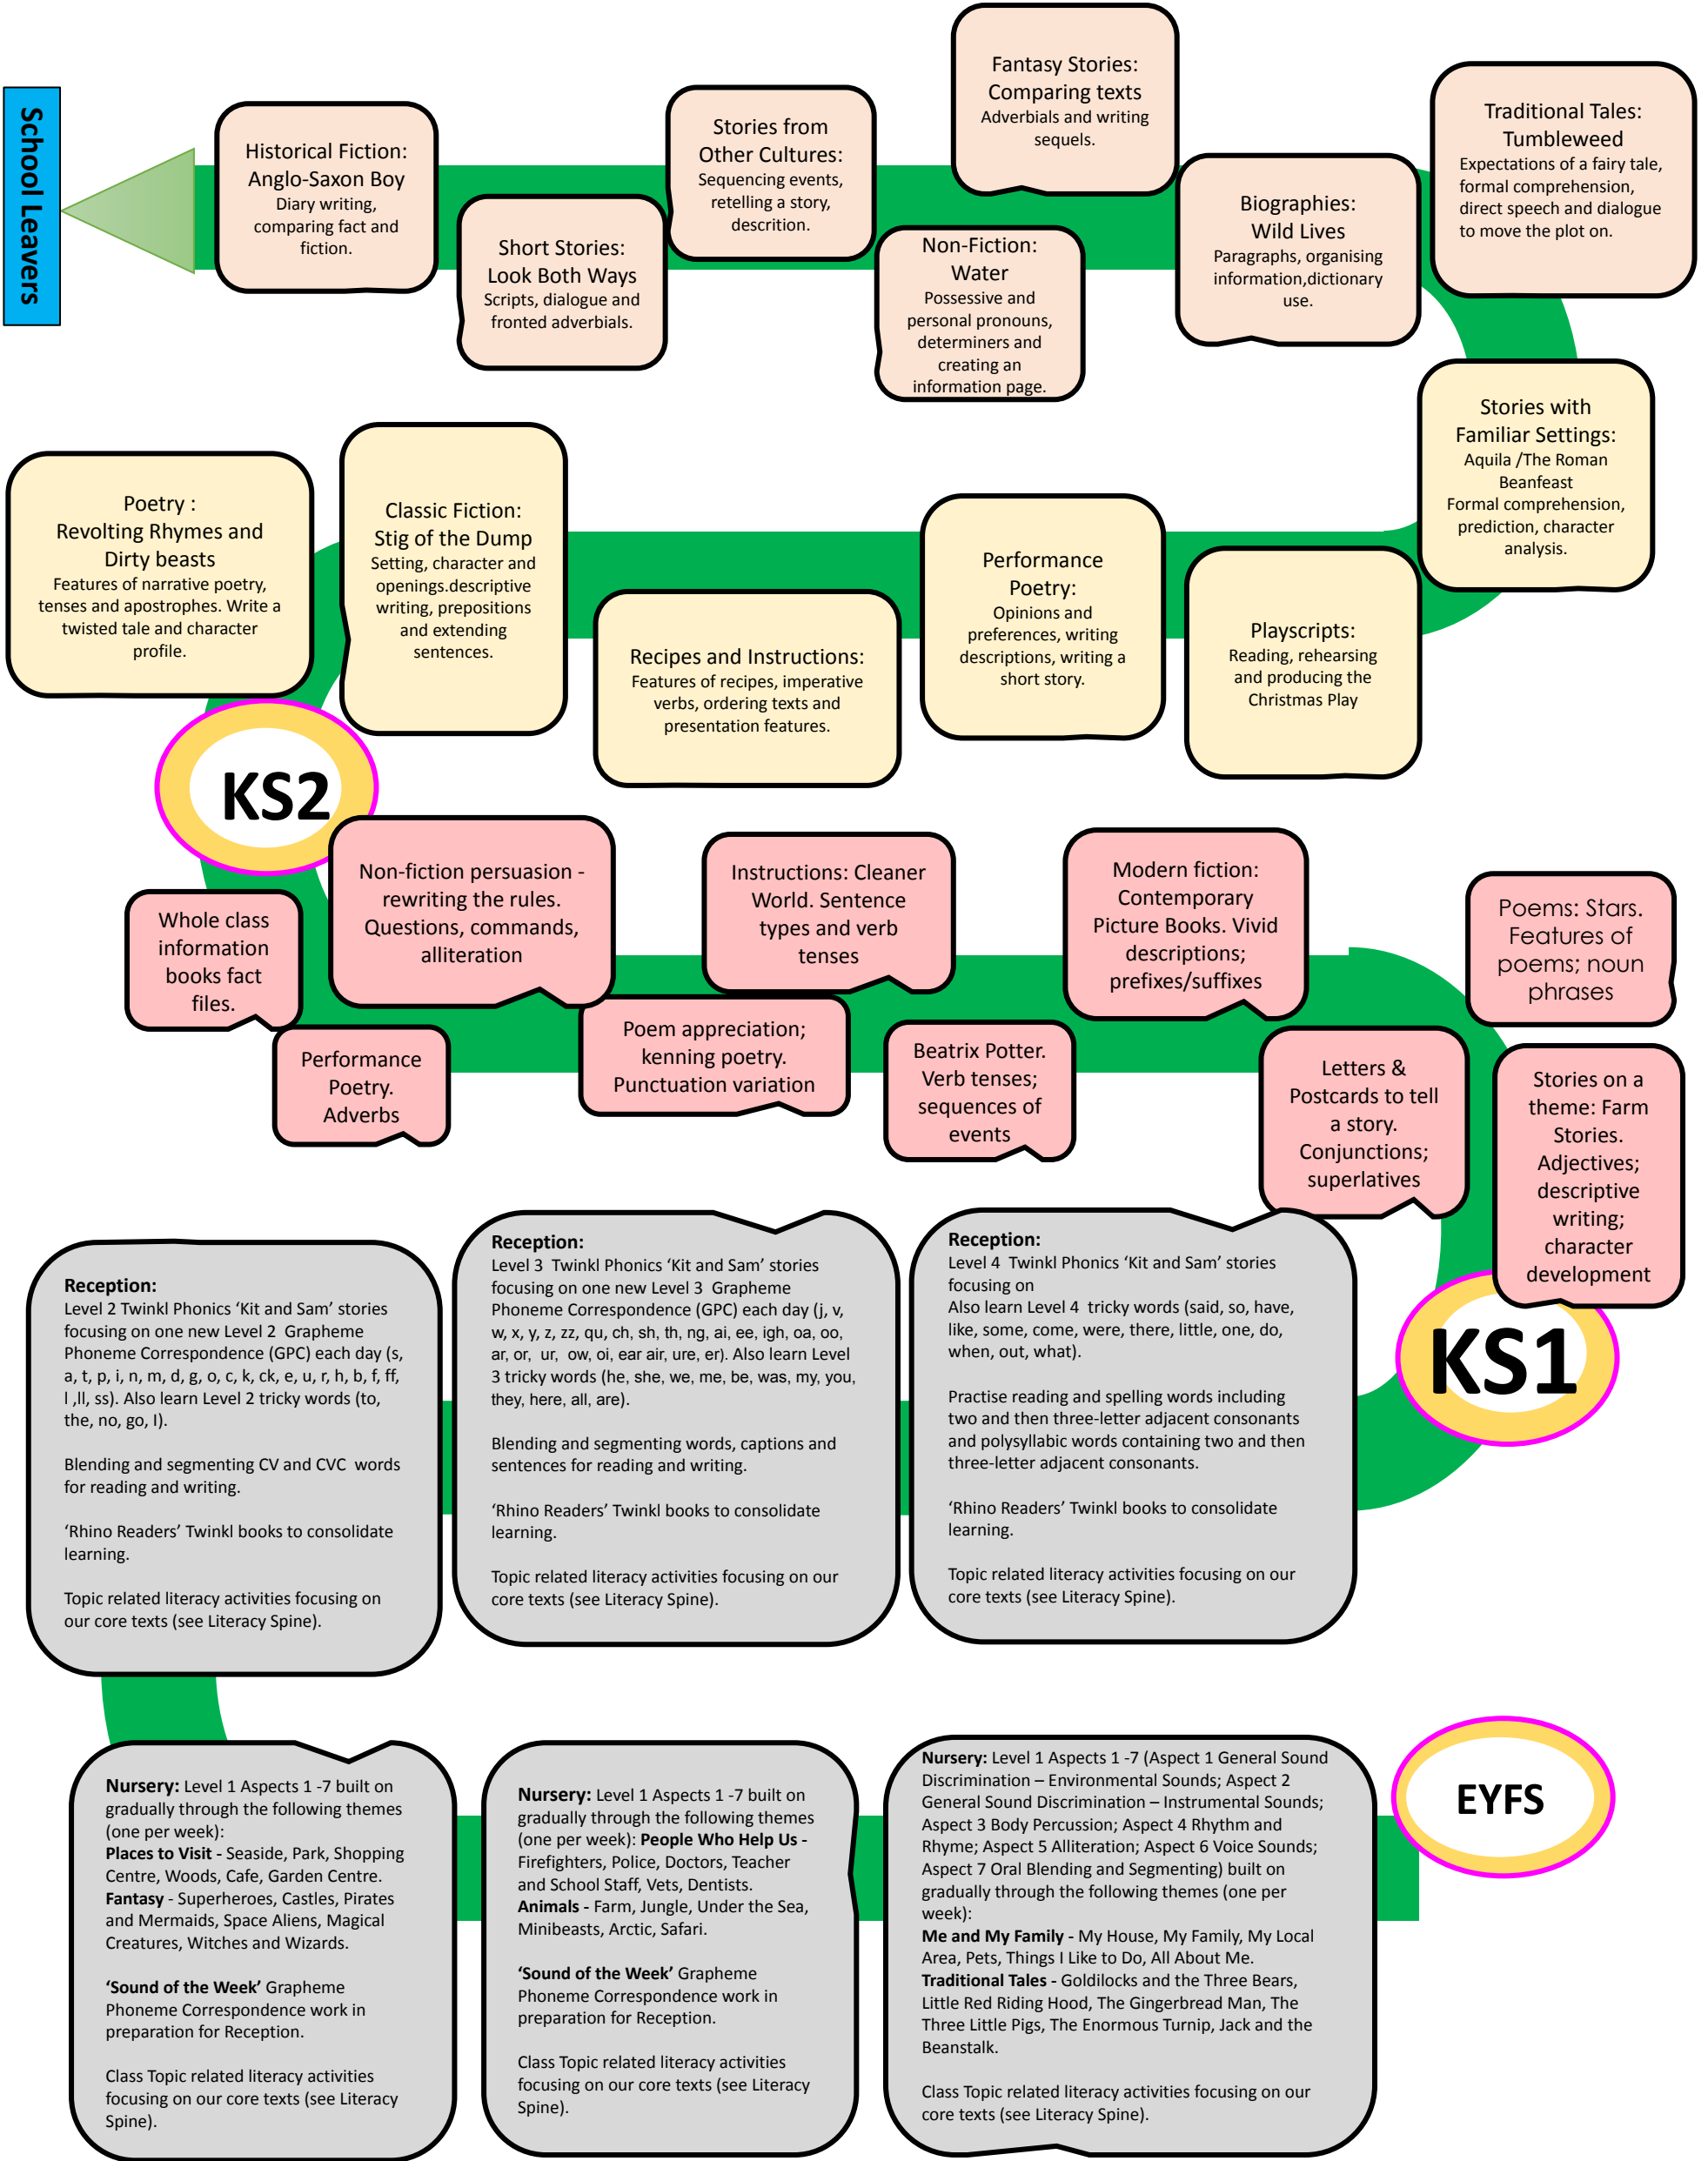 School Leavers
Historical Fiction:
Anglo-Saxon Boy
Diary writing,
comparing fact and
fiction.
Short Stories:
Look Both Ways
Scripts, dialogue and
fronted adverbials.
Stories from
Other Cultures:
Sequencing events,
retelling a story,
descrition.
Non-Fiction:
Water
Possessive and
personal pronouns,
determiners and
creating an
information page.
Fantasy Stories:
Comparing texts
Adverbials and writing
sequels.
Biographies:
Wild Lives
Paragraphs, organising
information,dictionary
use.
Traditional Tales:
Tumbleweed
Expectations of a fairy tale,
formal comprehension,
direct speech and dialogue
to move the plot on.
Poetry :
Revolting Rhymes and
Dirty beasts
Features of narrative poetry,
tenses and apostrophes. Write a
twisted tale and character
profile.
Classic Fiction:
Stig of the Dump
Setting, character and
openings.descriptive
writing, prepositions
and extending
sentences.
Recipes and Instructions:
Features of recipes, imperative
verbs, ordering texts and
presentation features.
Performance
Poetry:
Opinions and
preferences, writing
descriptions, writing a
short story.
Playscripts:
Reading, rehearsing
and producing the
Christmas Play
Stories with
Familiar Settings:
Aquila /The Roman
Beanfeast
Formal comprehension,
prediction, character
analysis.
KS2
Whole class
information
books fact
files.
Performance
Poetry.
Adverbs
Non-fiction persuasion -
rewriting the rules.
Questions, commands,
alliteration
Poem appreciation;
kenning poetry.
Punctuation variation
Instructions: Cleaner
World. Sentence
types and verb
tenses
Beatrix Potter.
Verb tenses;
sequences of
events
Modern fiction:
Contemporary
Picture Books. Vivid
descriptions;
prefixes/suffixes
Letters &
Postcards to tell
a story.
Conjunctions;
superlatives
Poems: Stars.
Features of
poems; noun
phrases
Stories on a
theme: Farm
Stories.
Adjectives;
descriptive
writing;
character
development
KS1
Reception:
Level 2 Twinkl Phonics ‘Kit and Sam’ stories
focusing on one new Level 2  Grapheme
Phoneme Correspondence (GPC) each day (s,
a, t, p, i, n, m, d, g, o, c, k, ck, e, u, r, h, b, f, ff,
l ,ll, ss). Also learn Level 2 tricky words (to,
the, no, go, I).
Blending and segmenting CV and CVC  words
for reading and writing.
‘Rhino Readers’ Twinkl books to consolidate
learning.
Topic related literacy activities focusing on
our core texts (see Literacy Spine).
Reception:
Level 3  Twinkl Phonics ‘Kit and Sam’ stories
focusing on one new Level 3  Grapheme
Phoneme Correspondence (GPC) each day (j, v,
w, x, y, z, zz, qu, ch, sh, th, ng, ai, ee, igh, oa, oo,
ar, or,  ur,  ow, oi, ear air, ure, er). Also learn Level
3 tricky words (he, she, we, me, be, was, my, you,
they, here, all, are).
Blending and segmenting words, captions and
sentences for reading and writing.
‘Rhino Readers’ Twinkl books to consolidate
learning.
Topic related literacy activities focusing on our
core texts (see Literacy Spine).
Reception:
Level 4  Twinkl Phonics ‘Kit and Sam’ stories
focusing on
Also learn Level 4  tricky words (said, so, have,
like, some, come, were, there, little, one, do,
when, out, what).
Practise reading and spelling words including
two and then three-letter adjacent consonants
and polysyllabic words containing two and then
three-letter adjacent consonants.
‘Rhino Readers’ Twinkl books to consolidate
learning.
Topic related literacy activities focusing on our
core texts (see Literacy Spine).
Nursery: Level 1 Aspects 1 -7 built on
gradually through the following themes
(one per week):
Places to Visit - Seaside, Park, Shopping
Centre, Woods, Cafe, Garden Centre.
Fantasy - Superheroes, Castles, Pirates
and Mermaids, Space Aliens, Magical
Creatures, Witches and Wizards.
‘Sound of the Week’ Grapheme
Phoneme Correspondence work in
preparation for Reception.
Class Topic related literacy activities
focusing on our core texts (see Literacy
Spine).
Nursery: Level 1 Aspects 1 -7 built on
gradually through the following themes
(one per week): People Who Help Us -
Firefighters, Police, Doctors, Teacher
and School Staff, Vets, Dentists.
Animals - Farm, Jungle, Under the Sea,
Minibeasts, Arctic, Safari.
‘Sound of the Week’ Grapheme
Phoneme Correspondence work in
preparation for Reception.
Class Topic related literacy activities
focusing on our core texts (see Literacy
Spine).
Nursery: Level 1 Aspects 1 -7 (Aspect 1 General Sound
Discrimination – Environmental Sounds; Aspect 2
General Sound Discrimination – Instrumental Sounds;
Aspect 3 Body Percussion; Aspect 4 Rhythm and
Rhyme; Aspect 5 Alliteration; Aspect 6 Voice Sounds;
Aspect 7 Oral Blending and Segmenting) built on
gradually through the following themes (one per
week):
Me and My Family - My House, My Family, My Local
Area, Pets, Things I Like to Do, All About Me.
Traditional Tales - Goldilocks and the Three Bears,
Little Red Riding Hood, The Gingerbread Man, The
Three Little Pigs, The Enormous Turnip, Jack and the
Beanstalk.
Class Topic related literacy activities focusing on our
core texts (see Literacy Spine).
EYFS